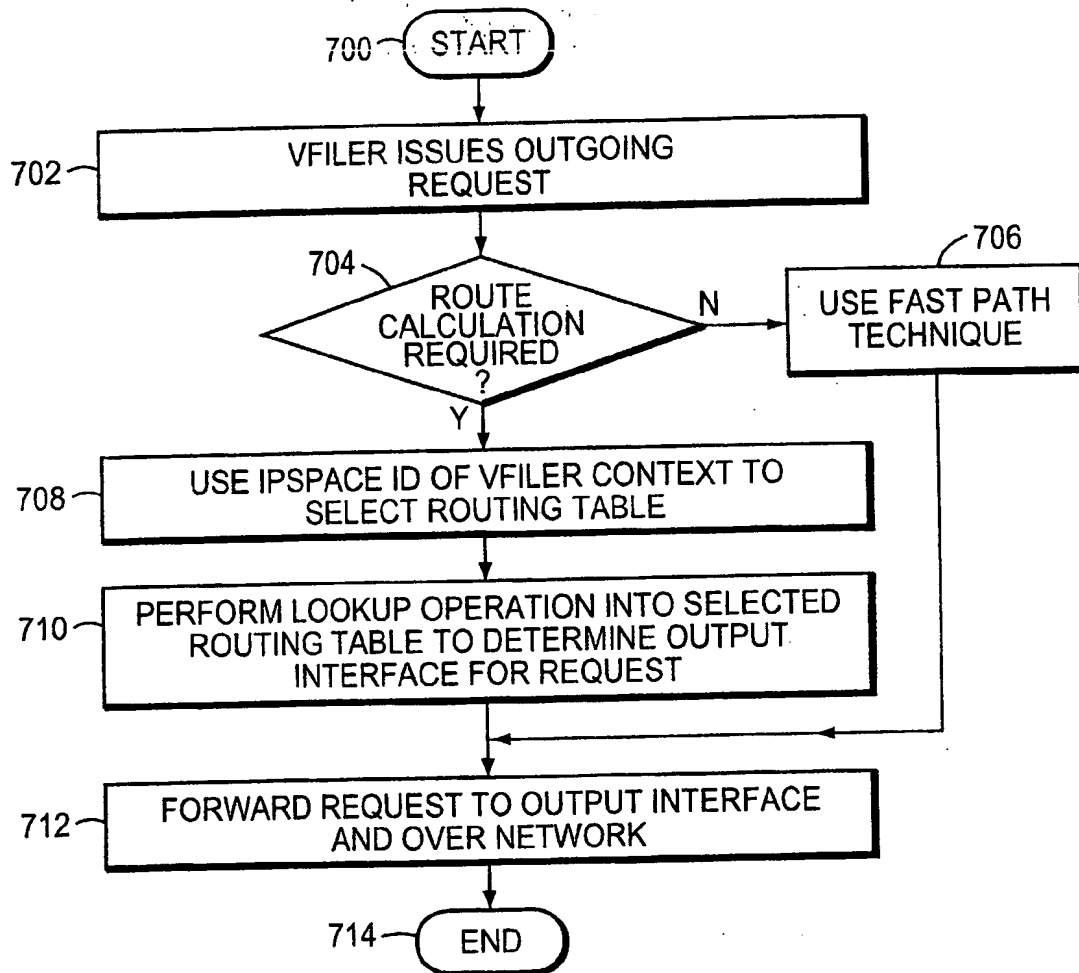 700
START
702
VFILER ISSUES OUTGOING
REQUEST
704
ROUTE
CALCULATION
REQUIRED
?
N
Y
706
USE FAST PATH
TECHNIQUE
708
USE IPSPACE ID OF VFILER CONTEXT TO
SELECT ROUTING TABLE
710
PERFORM LOOKUP OPERATION INTO SELECTED
ROUTING TABLE TO DETERMINE OUTPUT
INTERFACE FOR REQUEST
712
FORWARD REQUEST TO OUTPUT INTERFACE
AND OVER NETWORK
714
END